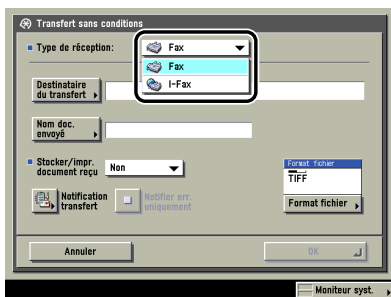 Transfert sans conditions
Type de réception:
Fax
Fax
I-Fax
Destinataire
du transfert
Nom doc.
envoyé
Stocker/impr.
document reçu
Non
Format fichier
TIFF
Notification
transfert
Notifier err.
uniquement
Format fichier
Annuler
OK
Moniteur syst.